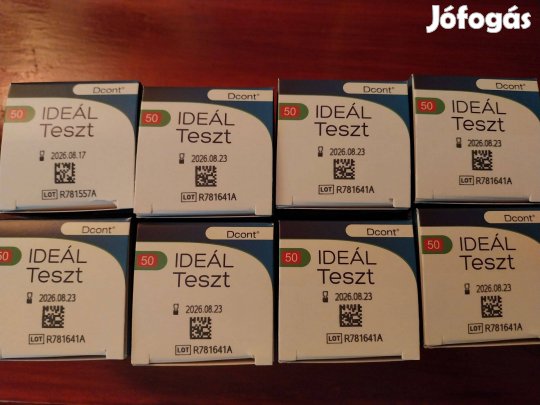 Jófogás
Dcont®
50 IDEÁL
Teszt
2026.08.17
LOT R781557A
Dcont®
50 IDEÁL
Teszt
2026.08.23
LOT R781641A
Dcont®
50 IDEÁL
Teszt
2026.08.23
LOT R781641A
Dcont®
50 IDEÁL
Teszt
2026.08.23
LOT R781641A
Dcont®
50 IDEÁL
Teszt
2026.08.23
LOT R781641A
Dcont®
50 IDEÁL
Teszt
2026.08.23
LOT R781641A
Dcont®
50 IDEÁL
Teszt
2026.08.23
LOT R781641A
Dcont®
50 IDEÁL
Teszt
2026.08.23
LOT R781641A